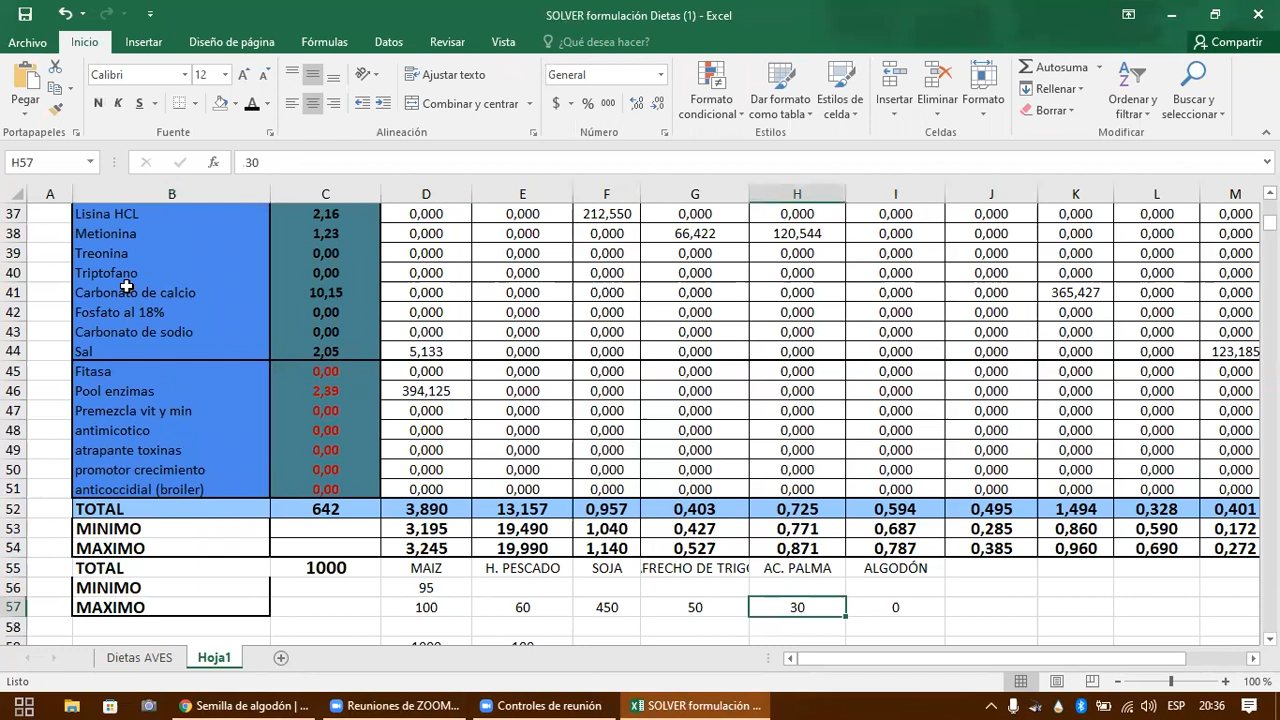 SOLVER formulación Dietas (1) - Excel
Archivo Inicio Insertar Diseño de página Fórmulas Datos Revisar Vista ¿Qué desea hacer? Compartir
Pegar Calibri 12 Ajustar texto General Formato condicional Dar formato como tabla Estilos de celda Insertar Eliminar Formato Autosuma Ordenar y filtrar Buscar y seleccionar
N K S A Combinar y centrar $ % 000 Rellenar
Borrar
Portapapeles Fuente Alineación Número Estilos Celdas Modificar
H57 fx 30
A B C D E F G H I J K L M
37 Lisina HCL 2,16 0,000 0,000 212,550 0,000 0,000 0,000 0,000 0,000 0,000 0,000
38 Metionina 1,23 0,000 0,000 0,000 66,422 120,544 0,000 0,000 0,000 0,000 0,000
39 Treonina 0,00 0,000 0,000 0,000 0,000 0,000 0,000 0,000 0,000 0,000 0,000
40 Triptofano 0,00 0,000 0,000 0,000 0,000 0,000 0,000 0,000 0,000 0,000 0,000
41 Carbonato de calcio 10,15 0,000 0,000 0,000 0,000 0,000 0,000 0,000 365,427 0,000 0,000
42 Fosfato al 18% 0,00 0,000 0,000 0,000 0,000 0,000 0,000 0,000 0,000 0,000 0,000
43 Carbonato de sodio 0,00 0,000 0,000 0,000 0,000 0,000 0,000 0,000 0,000 0,000 0,000
44 Sal 2,05 5,133 0,000 0,000 0,000 0,000 0,000 0,000 0,000 0,000 123,185
45 Fitasa 0,00 0,000 0,000 0,000 0,000 0,000 0,000 0,000 0,000 0,000 0,000
46 Pool enzimas 2,39 394,125 0,000 0,000 0,000 0,000 0,000 0,000 0,000 0,000 0,000
47 Premezcla vit y min 0,00 0,000 0,000 0,000 0,000 0,000 0,000 0,000 0,000 0,000 0,000
48 antimicotico 0,00 0,000 0,000 0,000 0,000 0,000 0,000 0,000 0,000 0,000 0,000
49 atrapante toxinas 0,00 0,000 0,000 0,000 0,000 0,000 0,000 0,000 0,000 0,000 0,000
50 promotor crecimiento 0,00 0,000 0,000 0,000 0,000 0,000 0,000 0,000 0,000 0,000 0,000
51 anticoccidial (broiler) 0,00 0,000 0,000 0,000 0,000 0,000 0,000 0,000 0,000 0,000 0,000
52 TOTAL 642 3,890 13,157 0,957 0,403 0,725 0,594 0,495 1,494 0,328 0,401
53 MINIMO 3,195 19,490 1,040 0,427 0,771 0,687 0,285 0,860 0,590 0,172
54 MAXIMO 3,245 19,990 1,140 0,527 0,871 0,787 0,385 0,960 0,690 0,272
55 TOTAL 1000 MAIZ H. PESCADO SOJA AFRECHO DE TRIGO AC. PALMA ALGODÓN
56 MINIMO 95
57 MAXIMO 100 60 450 50 30 0
58
Dietas AVES Hoja1
Listo 100 %
Semilla de algodón | ... Reuniones de ZOOM... Controles de reunión SOLVER formulación ... ESP 20:36